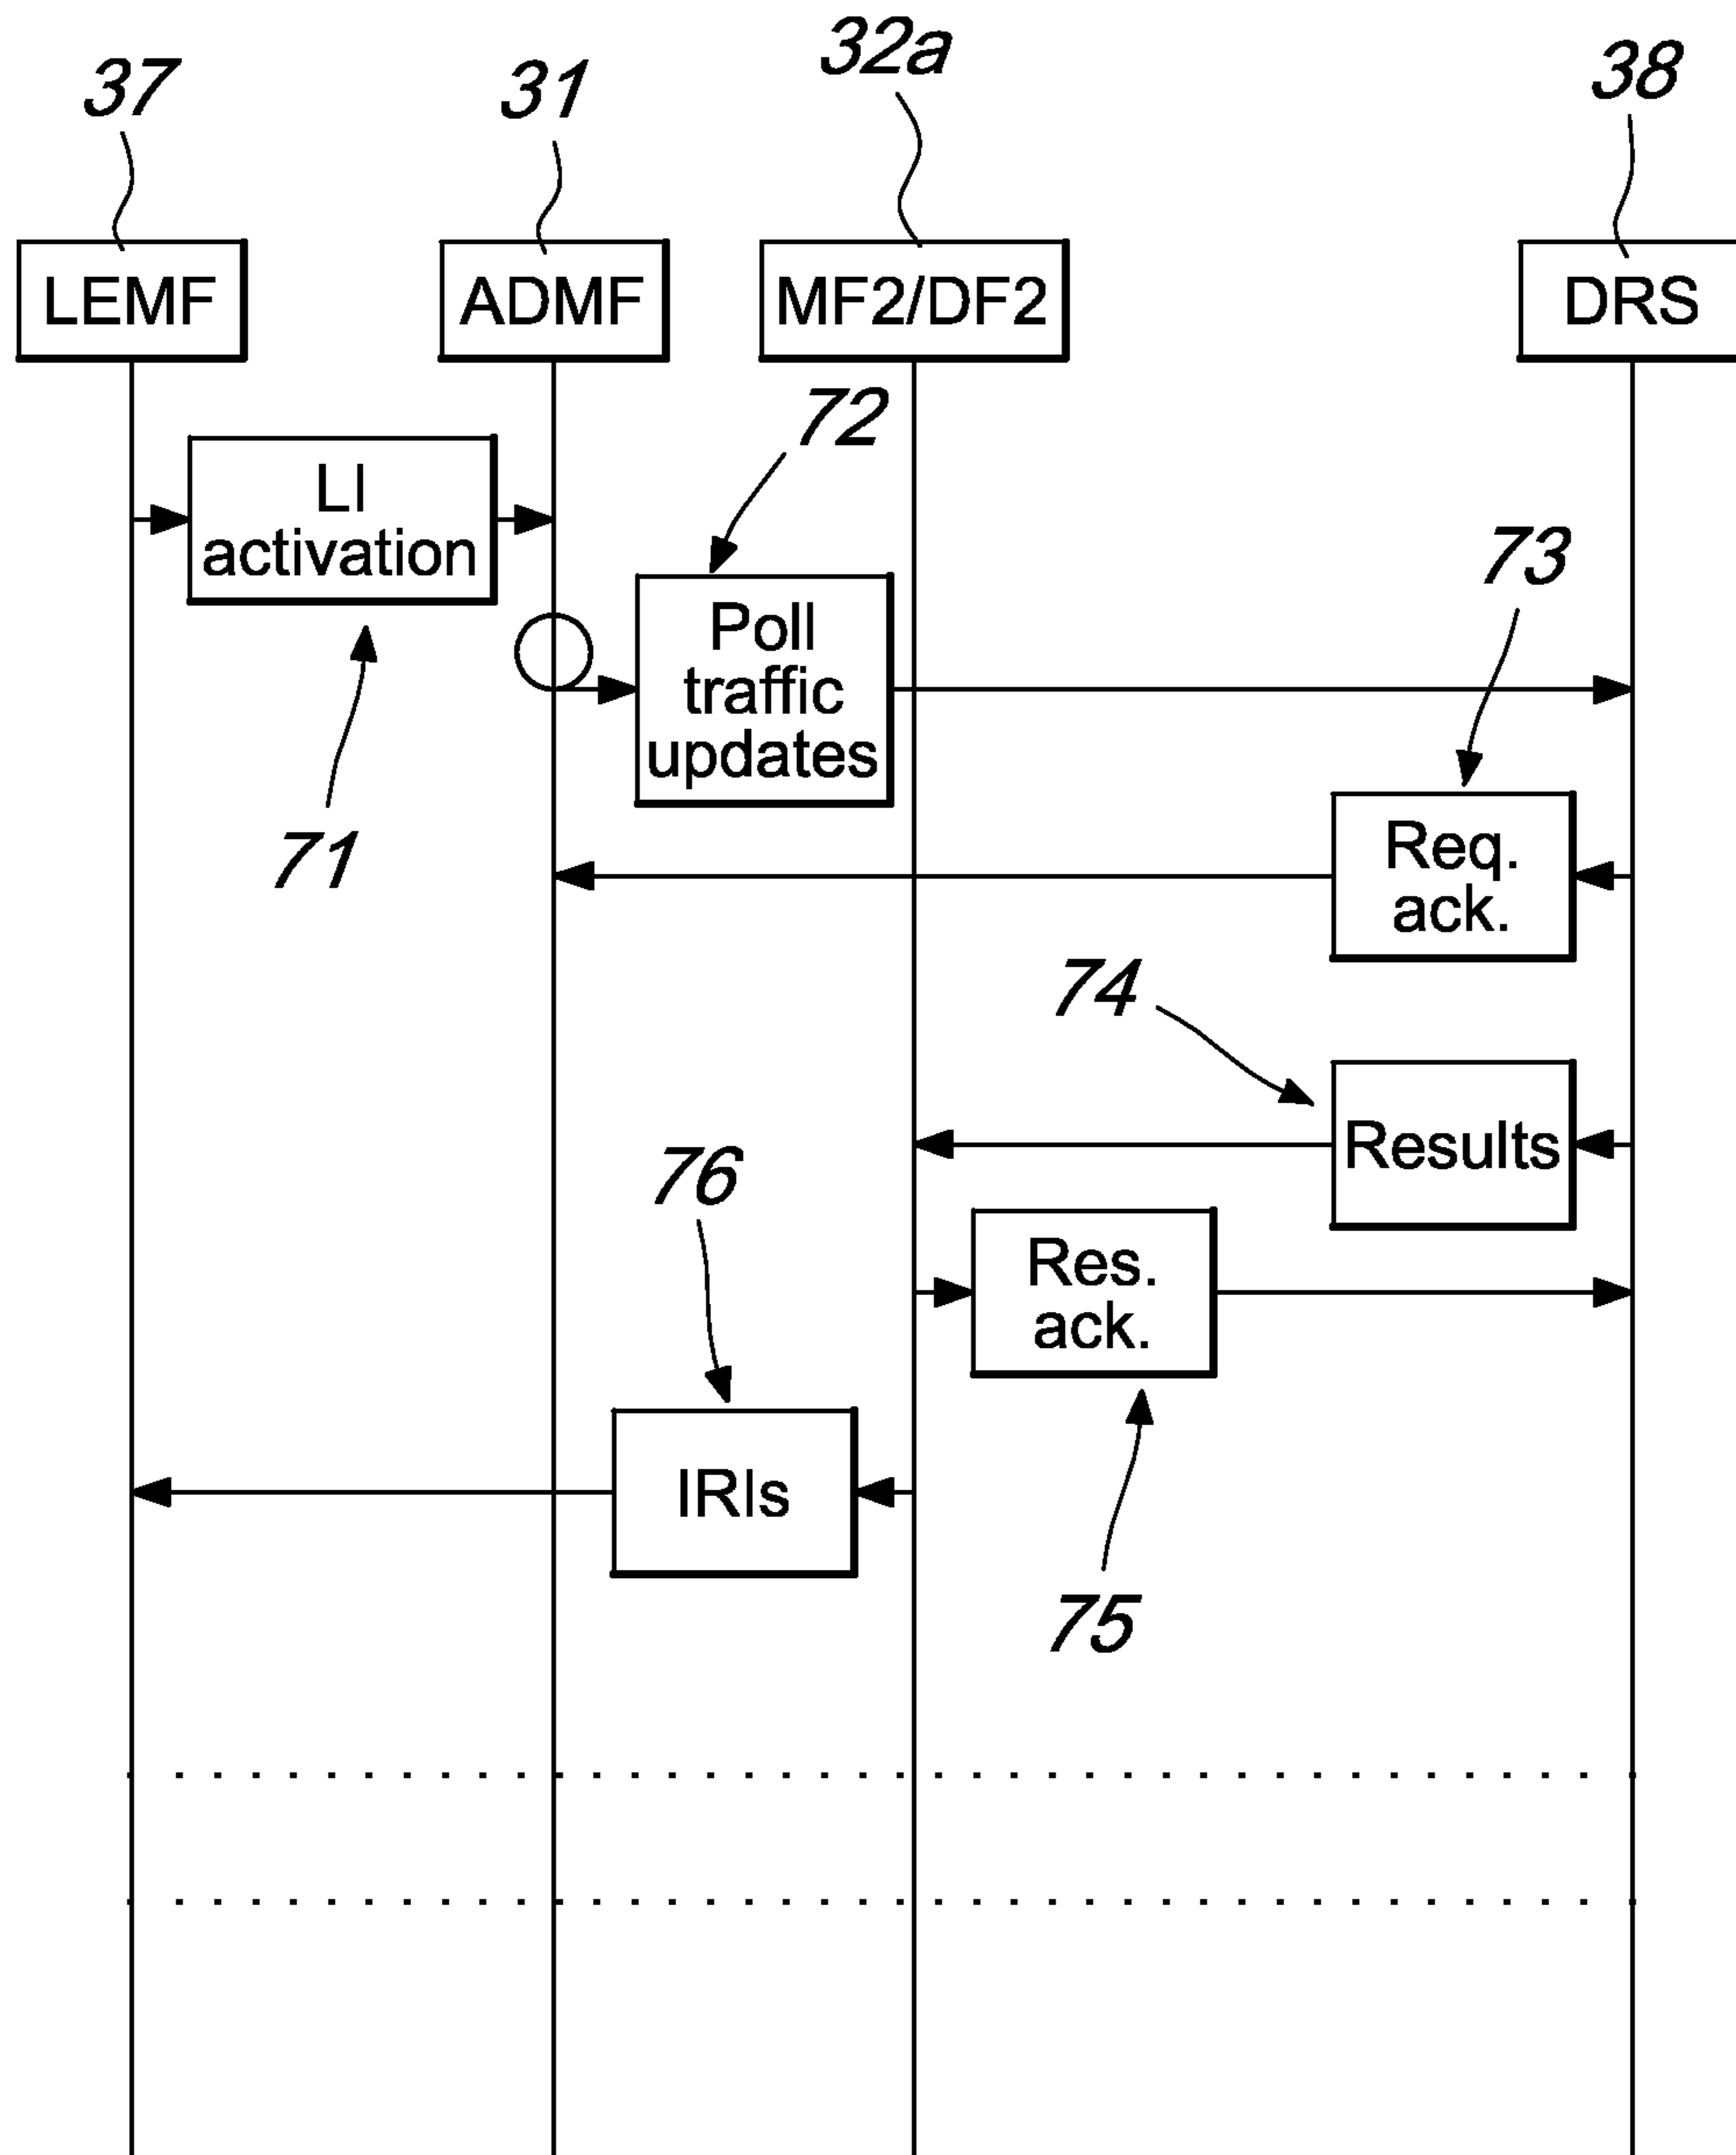 37
31
32a
38
LEMF
ADMF
MF2/DF2
DRS
72
LI
activation
73
Poll
traffic
updates
71
Req.
ack.
74
Results
76
Res.
ack.
IRIs
75